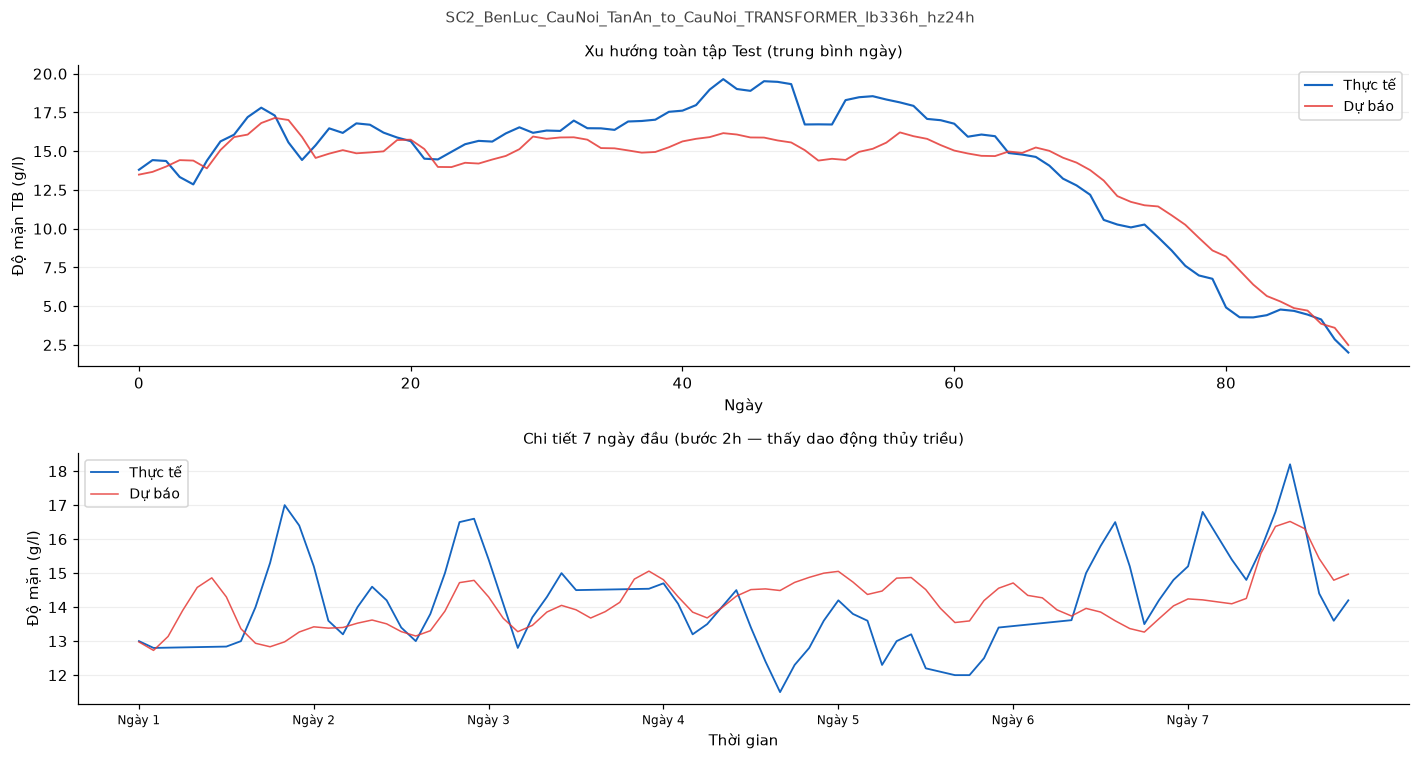 SC2_BenLuc_CauNoi_TanAn_to_CauNoi_TRANSFORMER_lb336h_hz24h
Xu hướng toàn tập Test (trung bình ngày)
Độ mặn TB (g/l)
20.0
17.5
15.0
12.5
10.0
7.5
5.0
2.5
Thực tế
Dự báo
0
20
40
60
80
Ngày
Chi tiết 7 ngày đầu (bước 2h — thấy dao động thủy triều)
Độ mặn (g/l)
18
17
16
15
14
13
12
Thực tế
Dự báo
Ngày 1
Ngày 2
Ngày 3
Ngày 4
Ngày 5
Ngày 6
Ngày 7
Thời gian